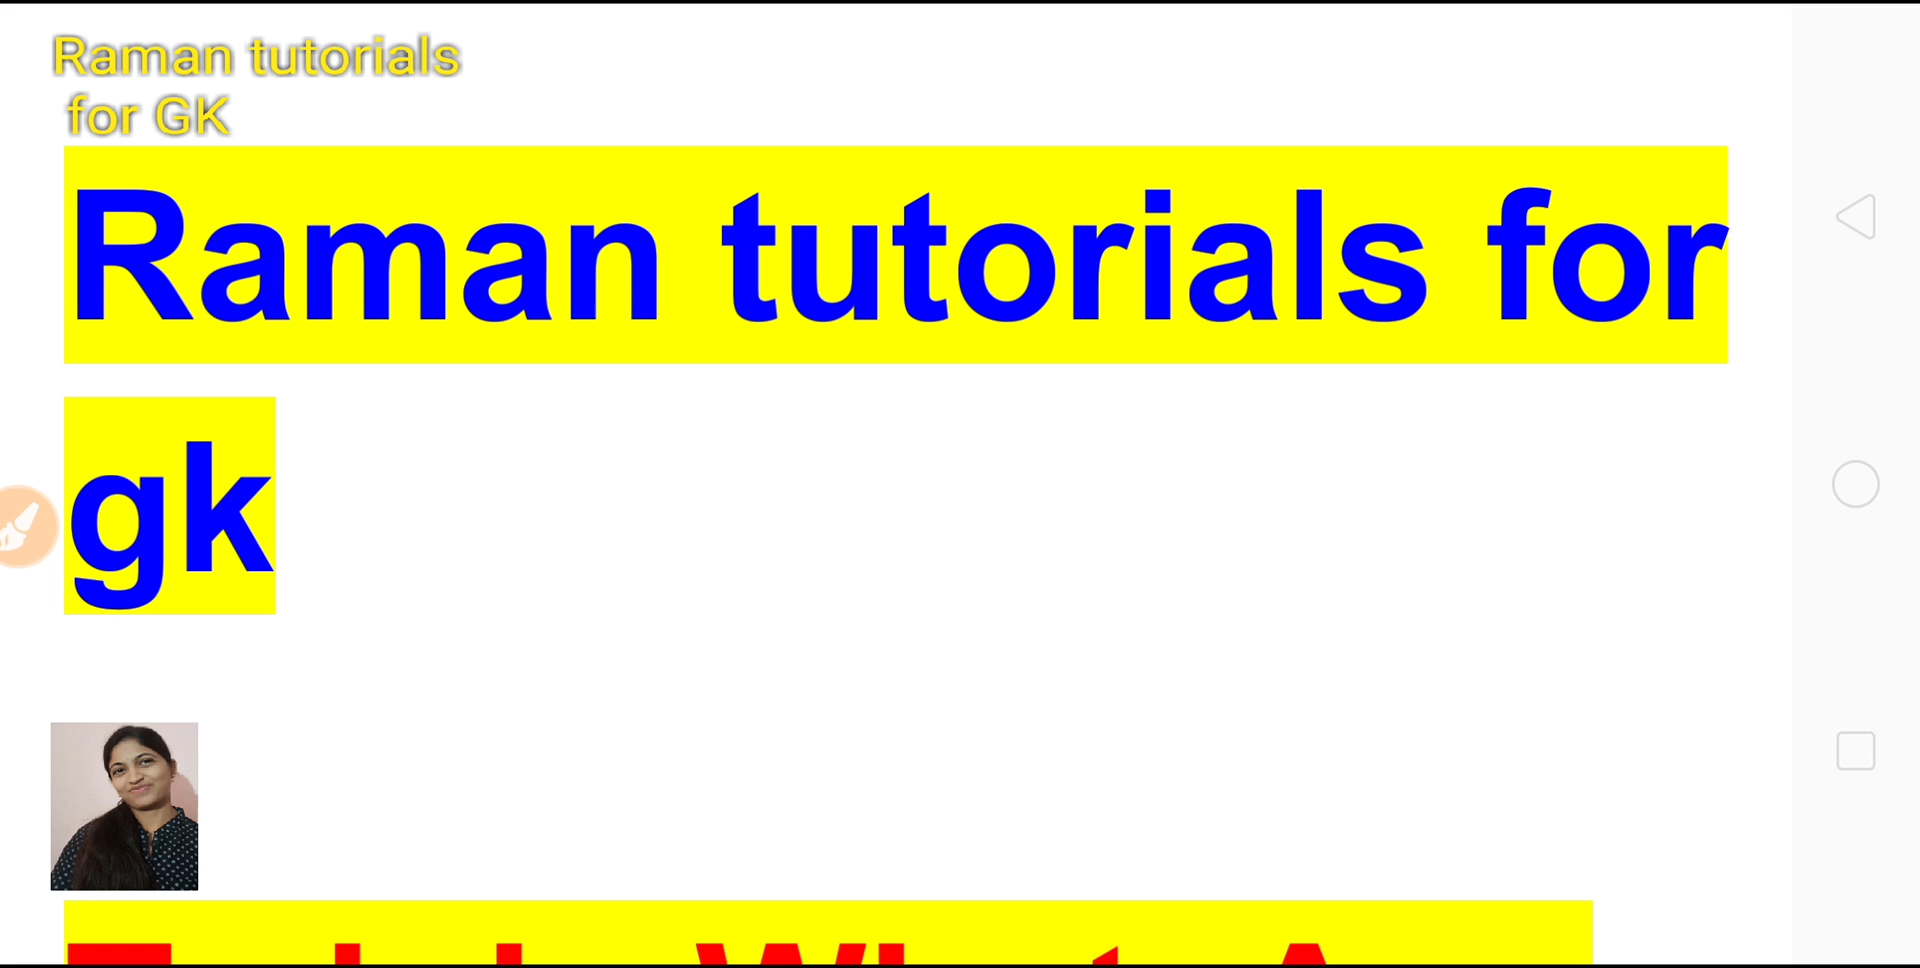 Raman tutorials
for GK
Raman tutorials for
gk